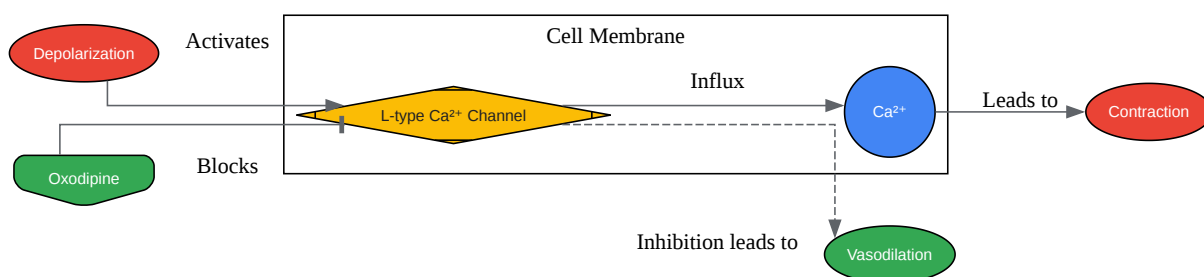 Activates
Cell Membrane
Depolarization
Influx
L-type Ca²⁺ Channel
Ca²⁺
Leads to
Contraction
Blocks
Oxodipine
Inhibition leads to
Vasodilation